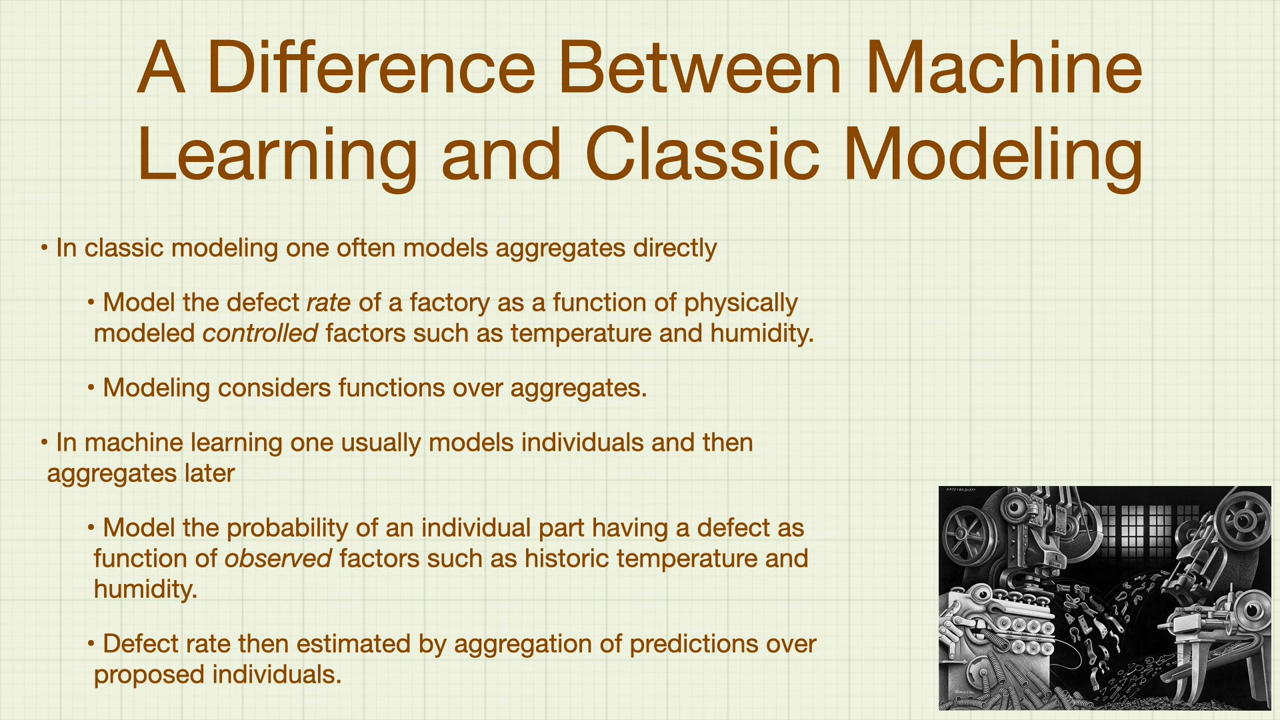 A Difference Between Machine
Learning and Classic Modeling
• In classic modeling one often models aggregates directly
• Model the defect rate of a factory as a function of physically
modeled controlled factors such as temperature and humidity.
• Modeling considers functions over aggregates.
• In machine learning one usually models individuals and then
aggregates later
• Model the probability of an individual part having a defect as
function of observed factors such as historic temperature and
humidity.
• Defect rate then estimated by aggregation of predictions over
proposed individuals.